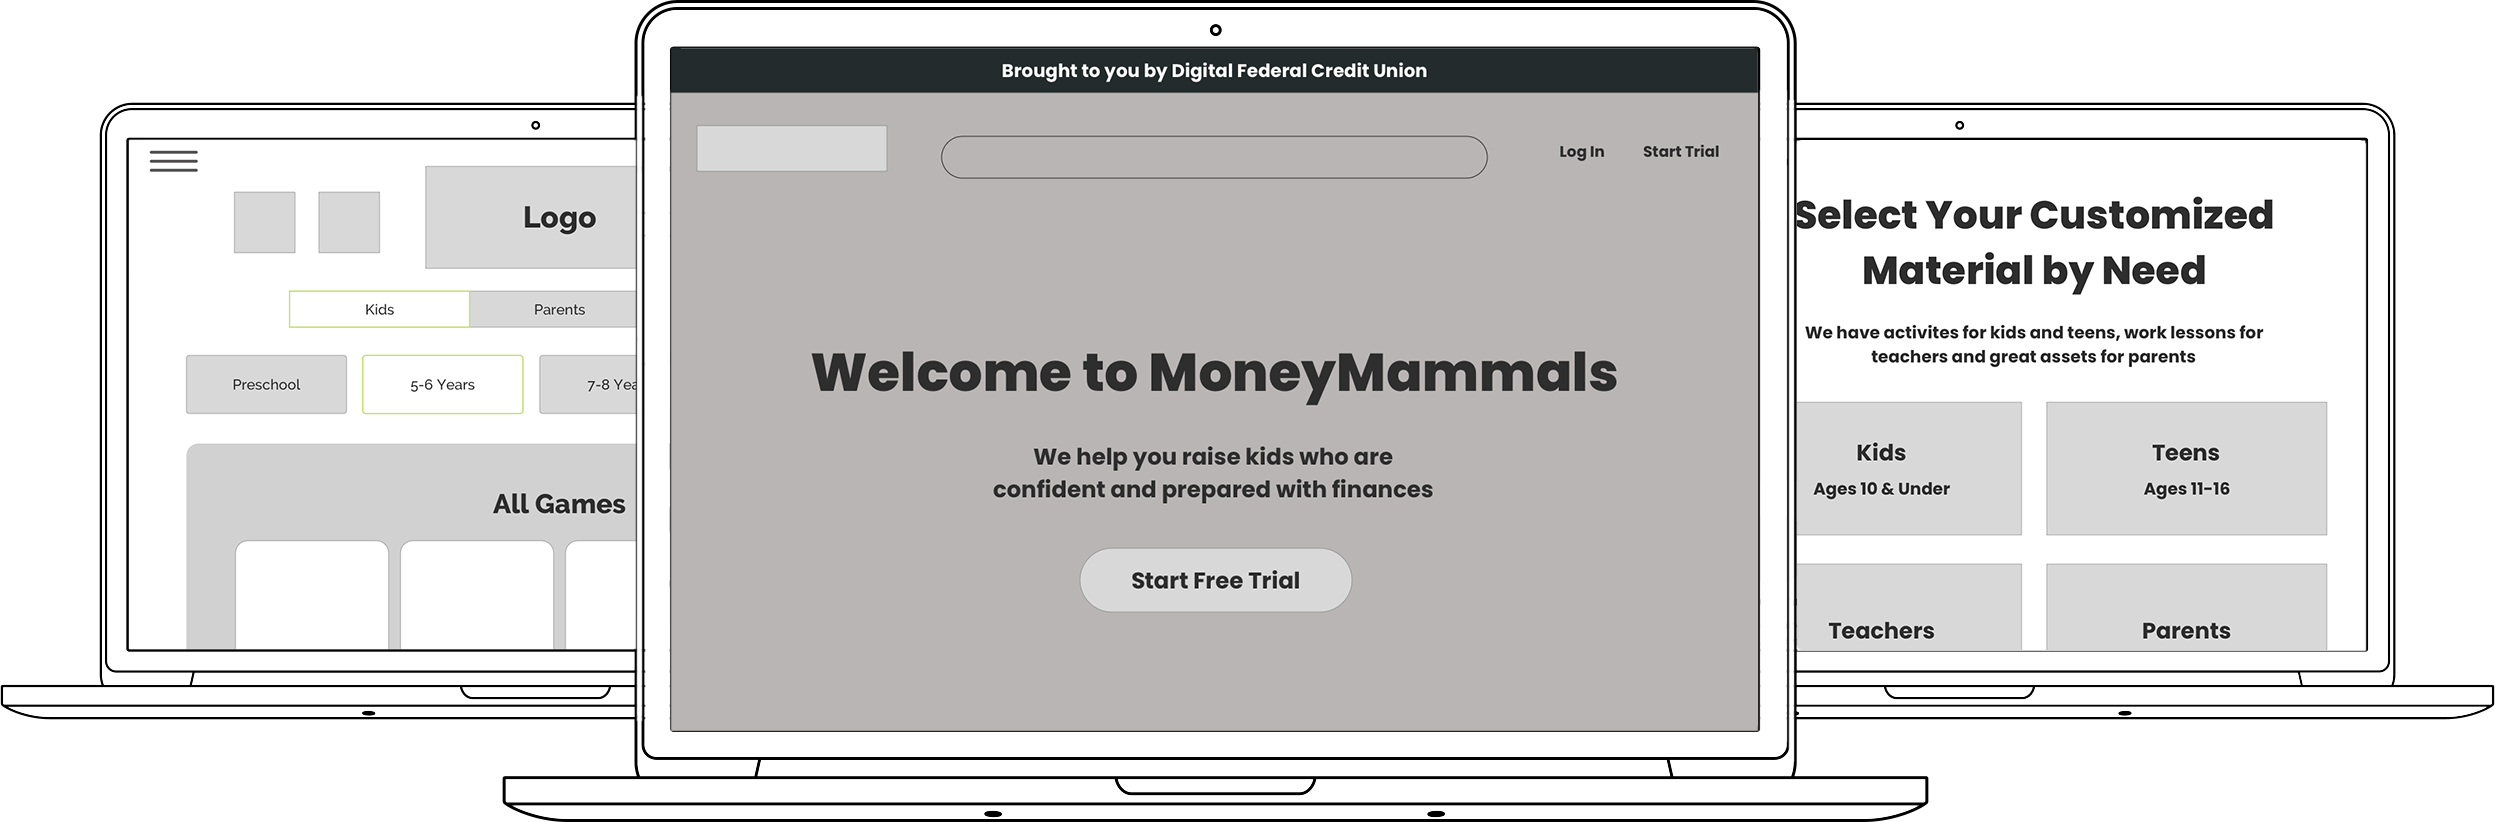 Logo
Kids
Parents
Preschool
5-6 Years
7-8 Yea
All Games
Brought to you by Digital Federal Credit Union
Log In
Start Trial
Welcome to MoneyMammals
We help you raise kids who are
confident and prepared with finances
Start Free Trial
Select Your Customized
Material by Need
We have activites for kids and teens, work lessons for
teachers and great assets for parents
Kids
Ages 10 & Under
Teens
Ages 11-16
Teachers
Parents